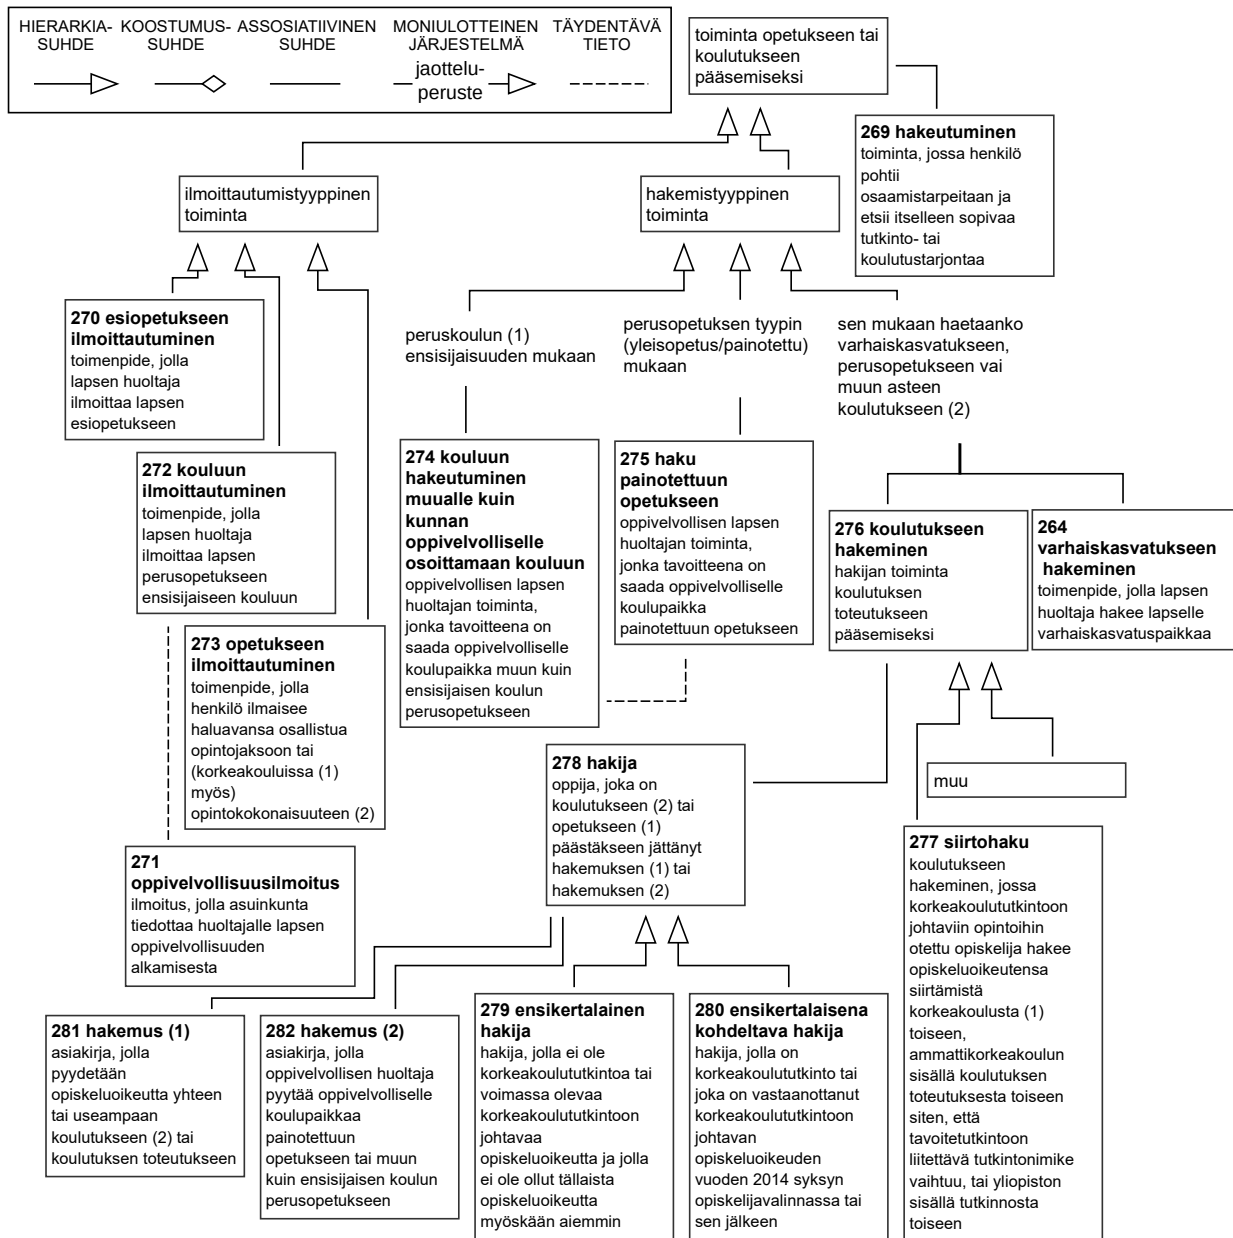 HIERARKIA-
SUHDE
KOOSTUMUS-
SUHDE
ASSOSIATIIVINEN
SUHDE
MONIULOTTEINEN
JÄRJESTELMÄ
jaottelu-
peruste
TÄYDENTÄVÄ
TIETO
toiminta opetukseen tai
koulutukseen
pääsemiseksi
269 hakeutuminen
toiminta, jossa henkilö
pohtii
osaamistarpeitaan ja
etsii itselleen sopivaa
tutkinto- tai
koulutustarjontaa
ilmoittautumistyyppinen
toiminta
hakemistyyppinen
toiminta
270 esiopetukseen
ilmoittautuminen
toimenpide, jolla
lapsen huoltaja
ilmoittaa lapsen
esiopetukseen
peruskoulun (1)
ensisijaisuuden mukaan
perusopetuksen tyypin
(yleisopetus/painotettu)
mukaan
sen mukaan haetaanko
varhaiskasvatukseen,
perusopetukseen vai
muun asteen
koulutukseen (2)
272 kouluun
ilmoittautuminen
toimenpide, jolla
lapsen huoltaja
ilmoittaa lapsen
perusopetukseen
ensisijaiseen kouluun
274 kouluun
hakeutuminen
muualle kuin
kunnan
oppivelvolliselle
osoittamaan kouluun
oppivelvollisen lapsen
huoltajan toiminta,
jonka tavoitteena on
saada oppivelvolliselle
koulupaikka muun kuin
ensisijaisen koulun
perusopetukseen
275 haku
painotettuun
opetukseen
oppivelvollisen lapsen
huoltajan toiminta,
jonka tavoitteena on
saada oppivelvolliselle
koulupaikka
painotettuun opetukseen
276 koulutukseen
hakeminen
hakijan toiminta
koulutuksen
toteutukseen
pääsemiseksi
264
varhaiskasvatukseen
hakeminen
toimenpide, jolla lapsen
huoltaja hakee lapselle
varhaiskasvatuspaikkaa
273 opetukseen
ilmoittautuminen
toimenpide, jolla
henkilö ilmaisee
haluavansa osallistua
opintojaksoon tai
(korkeakouluissa (1)
myös)
opintokokonaisuuteen (2)
278 hakija
oppija, joka on
koulutukseen (2) tai
opetukseen (1)
päästäkseen jättänyt
hakemuksen (1) tai
hakemuksen (2)
muu
277 siirtohaku
koulutukseen
hakeminen, jossa
korkeakoulututkintoon
johtaviin opintoihin
otettu opiskelija hakee
opiskeluoikeutensa
siirtämistä
korkeakoulusta (1)
toiseen,
ammattikorkeakoulun
sisällä koulutuksen
toteutuksesta toiseen
siten, että
tavoitetutkintoon
liitettävä tutkintonimike
vaihtuu, tai yliopiston
sisällä tutkinnosta
toiseen
271
oppivelvollisuusilmoitus
ilmoitus, jolla asuinkunta
tiedottaa huoltajalle lapsen
oppivelvollisuuden
alkamisesta
281 hakemus (1)
asiakirja, jolla
pyydetään
opiskeluoikeutta yhteen
tai useampaan
koulutukseen (2) tai
koulutuksen toteutukseen
282 hakemus (2)
asiakirja, jolla
oppivelvollisen huoltaja
pyytää oppivelvolliselle
koulupaikkaa
painotettuun
opetukseen tai muun
kuin ensisijaisen koulun
perusopetukseen
279 ensikertalainen
hakija
hakija, jolla ei ole
korkeakoulututkintoa tai
voimassa olevaa
korkeakoulututkintoon
johtavaa
opiskeluoikeutta ja jolla
ei ole ollut tällaista
opiskeluoikeutta
myöskään aiemmin
280 ensikertalaisena
kohdeltava hakija
hakija, jolla on
korkeakoulututkinto tai
joka on vastaanottanut
korkeakoulututkintoon
johtavan
opiskeluoikeuden
vuoden 2014 syksyn
opiskelijavalinnassa tai
sen jälkeen